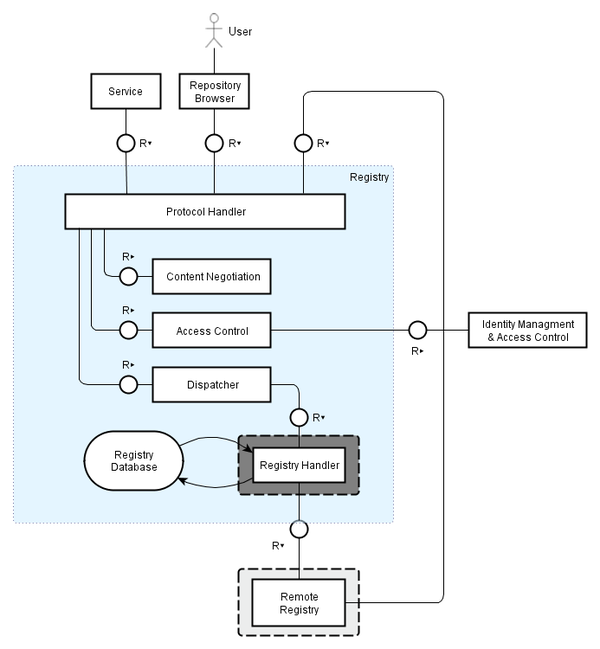 User
Service
Repository
Browser
R▾
R▾
R▾
Registry
Protocol Handler
R▸
Content Negotiation
R▸
Access Control
Identity Managment
& Access Control
R▸
R▸
Dispatcher
R▾
Registry
Database
Registry Handler
R▾
Remote
Registry